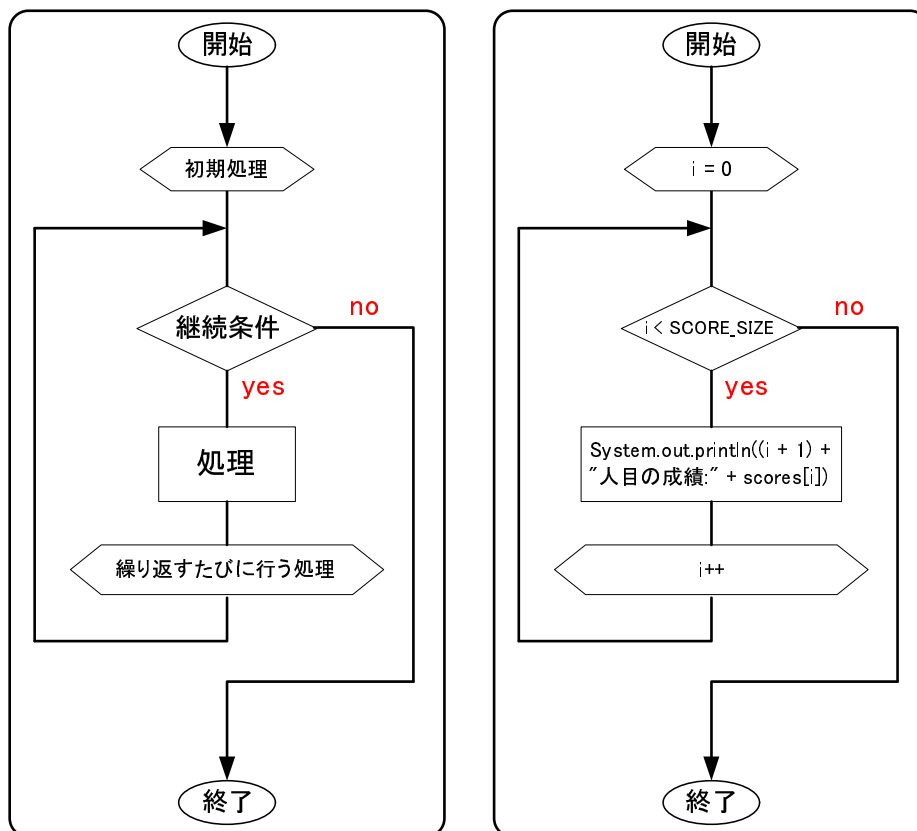 開始
初期処理
継続条件
no
yes
処理
繰り返すたびに行う処理
終了
開始
i = 0
i < SCORE_SIZE
no
yes
System.out.println((i + 1) +
"人目の成績:" + scores[i])
i++
終了